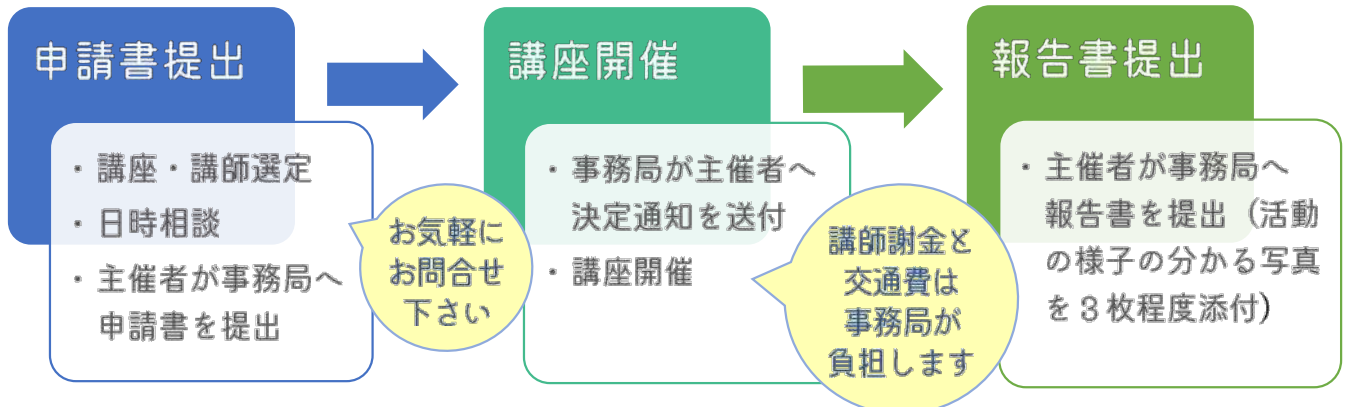 申請書提出
・講座・講師選定
・日時相談
・主催者が事務局へ
申請書を提出
お気軽に
お問合せ
下さい
講座開催
・事務局が主催者へ
決定通知を送付
・講座開催
講師謝金と
交通費は
事務局が
負担します
報告書提出
・主催者が事務局へ
報告書を提出（活動
の様子の分かる写真
を３枚程度添付）